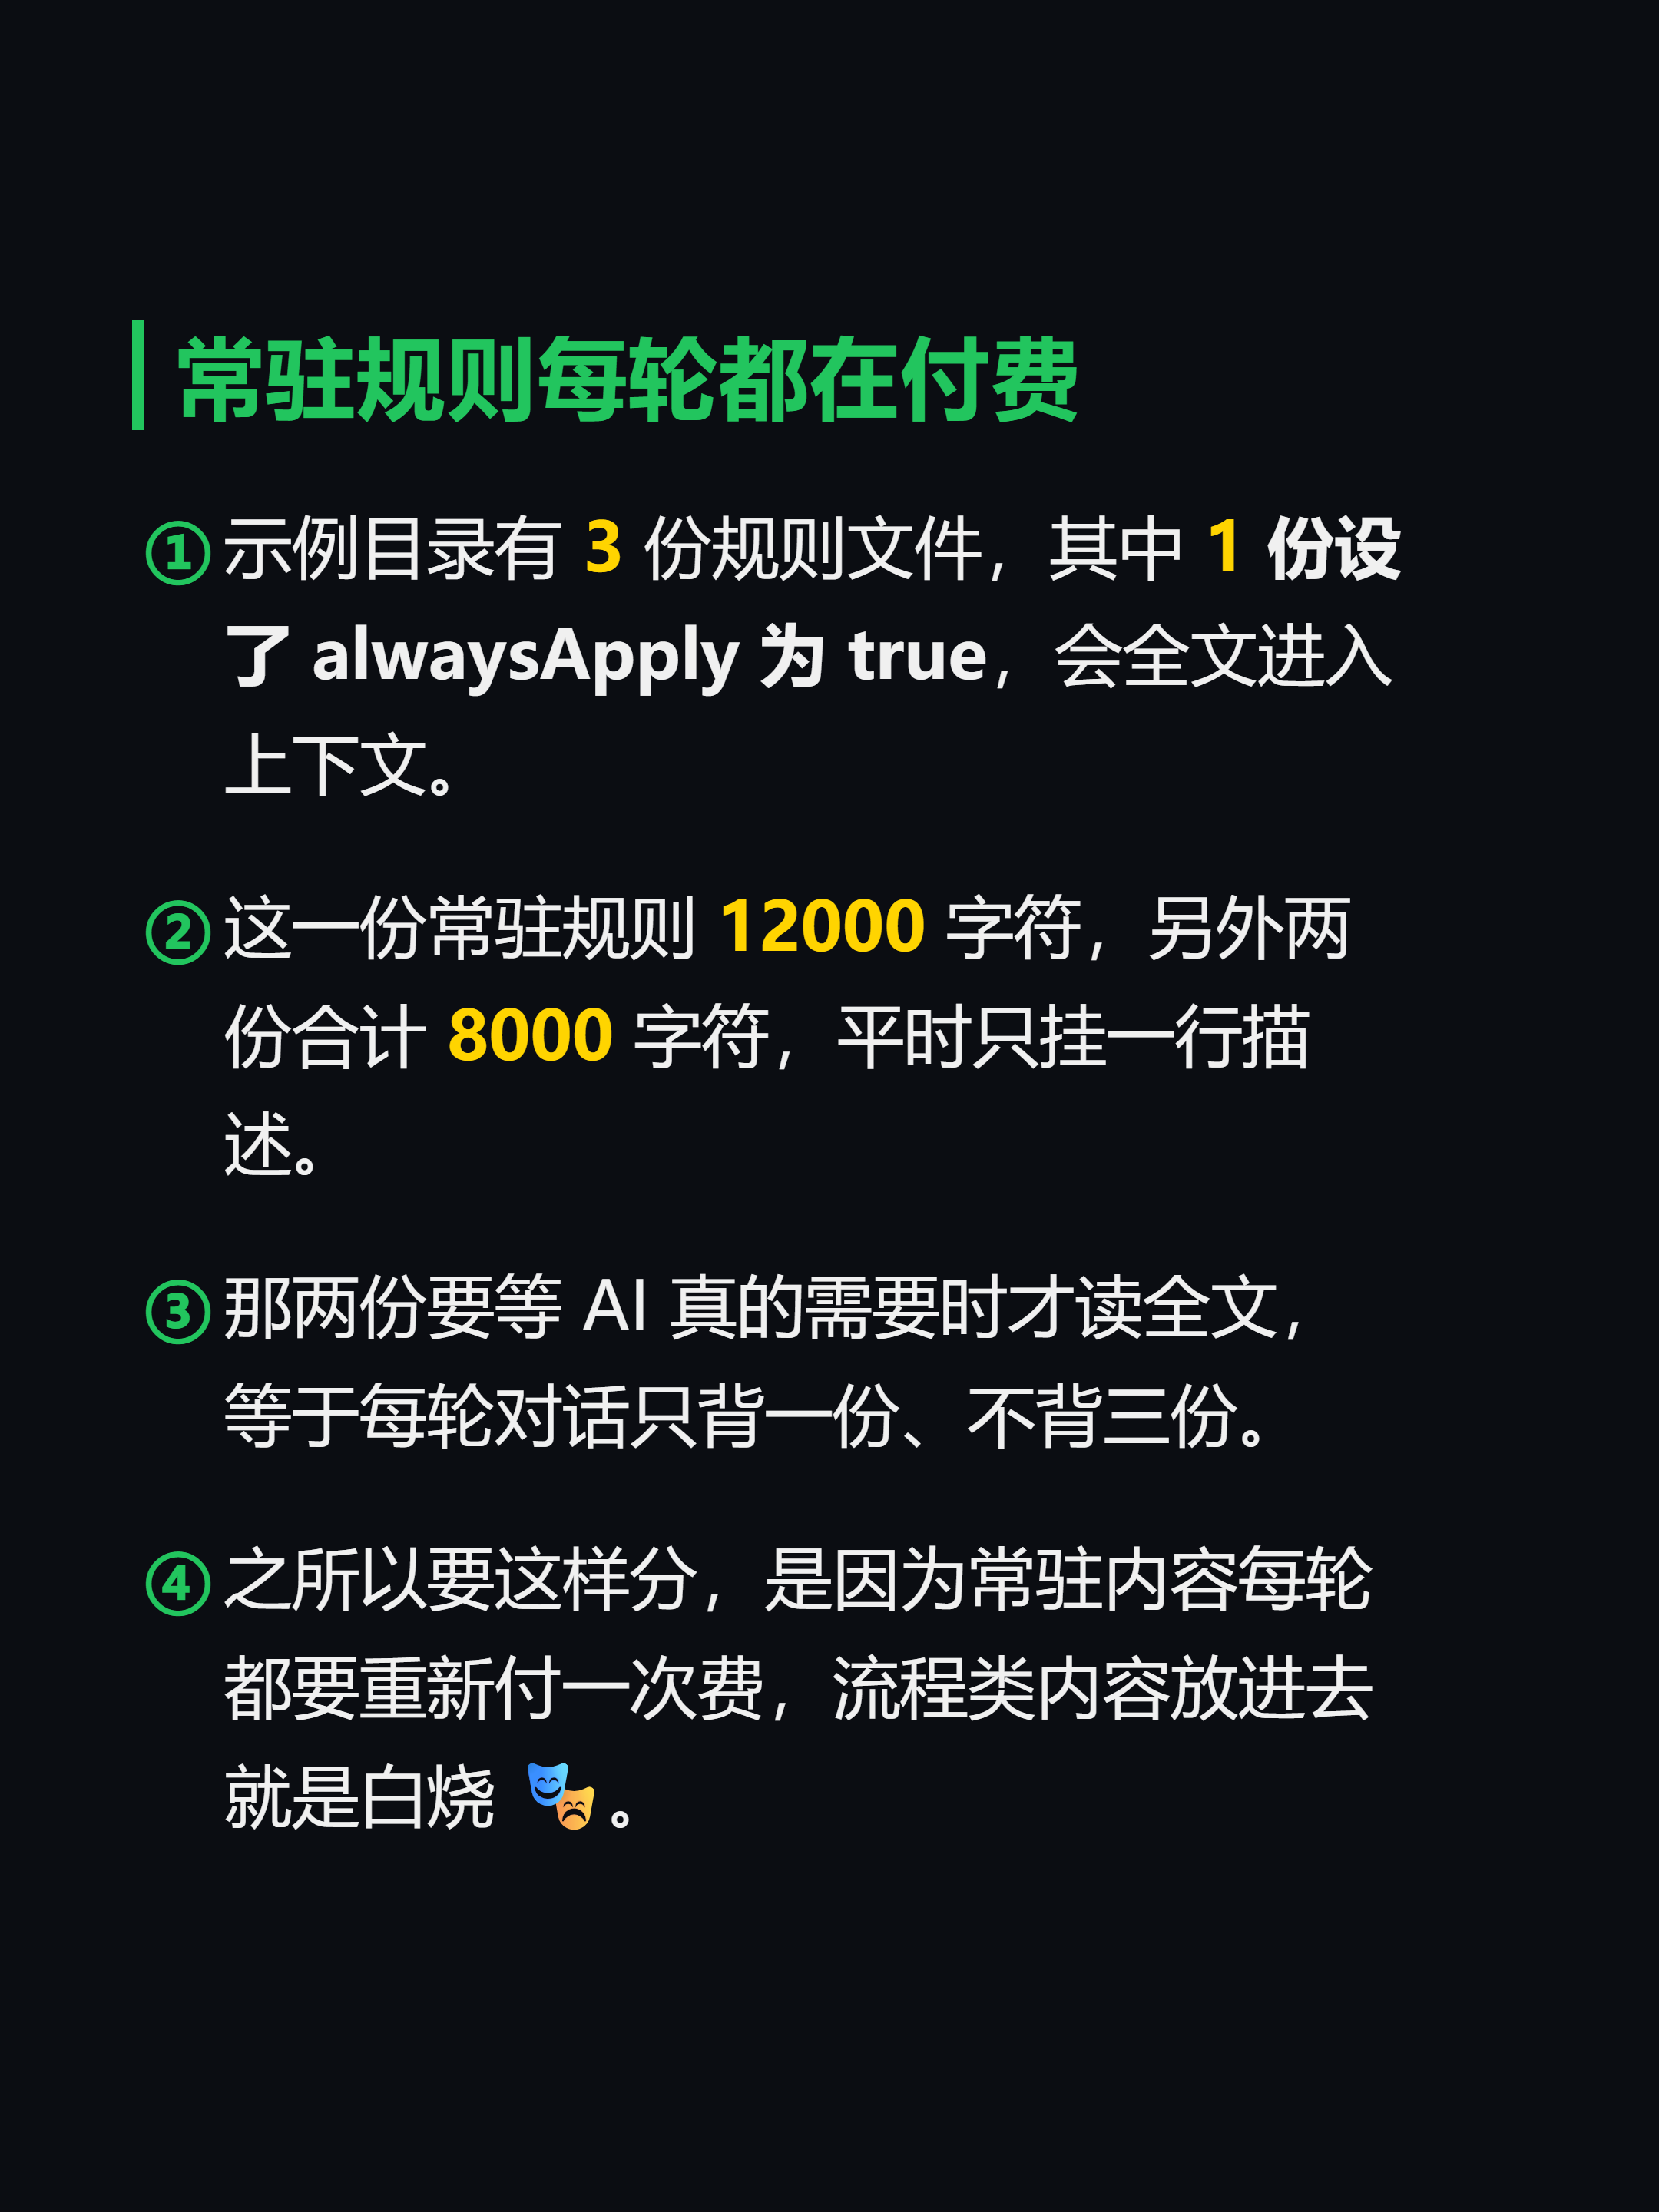 常驻规则每轮都在付费
① 示例目录有 3 份规则文件，其中 1 份设
了 alwaysApply 为 true，会全文进入
上下文。
② 这一份常驻规则 12000 字符，另外两
份合计 8000 字符，平时只挂一行描
述。
③ 那两份要等 AI 真的需要时才读全文，
等于每轮对话只背一份、不背三份。
④ 之所以要这样分，是因为常驻内容每轮
都要重新付一次费，流程类内容放进去
就是白烧 🎭。